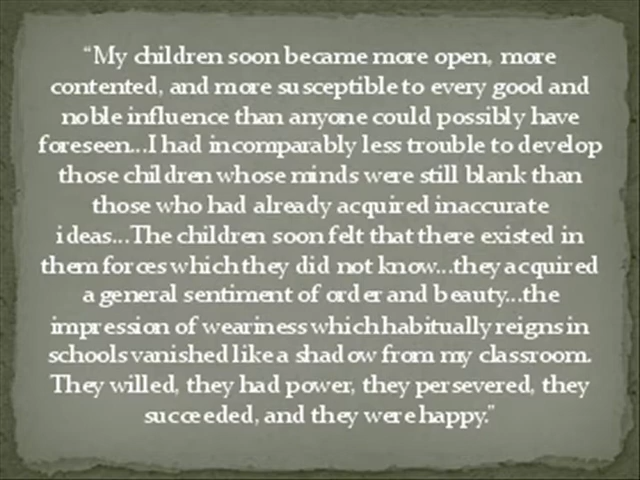 “My children soon became more open, more
contented, and more susceptible to every good and
noble influence than anyone could possibly have
foreseen...I had incomparably less trouble to develop
those children whose minds were still blank than
those who had already acquired inaccurate
ideas...The children soon felt that there existed in
them forces which they did not know...they acquired
a general sentiment of order and beauty...the
impression of weariness which habitually reigns in
schools vanished like a shadow from my classroom.
They willed, they had power, they persevered, they
succeeded, and they were happy.”